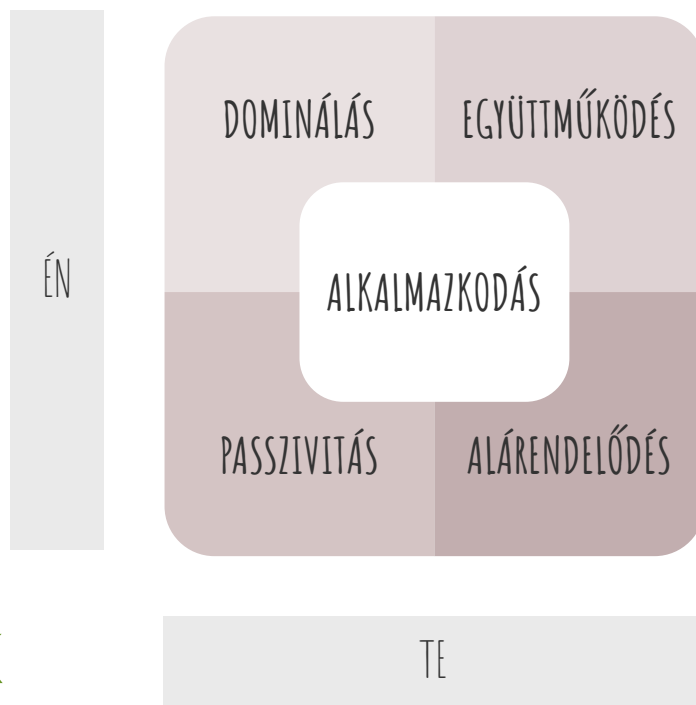 DOMINÁLÁS
EGYÜTTMŰKÖDÉS
ÉN
ALKALMAZKODÁS
PASSZIVITÁS
ALÁRENDELŐDÉS
TE